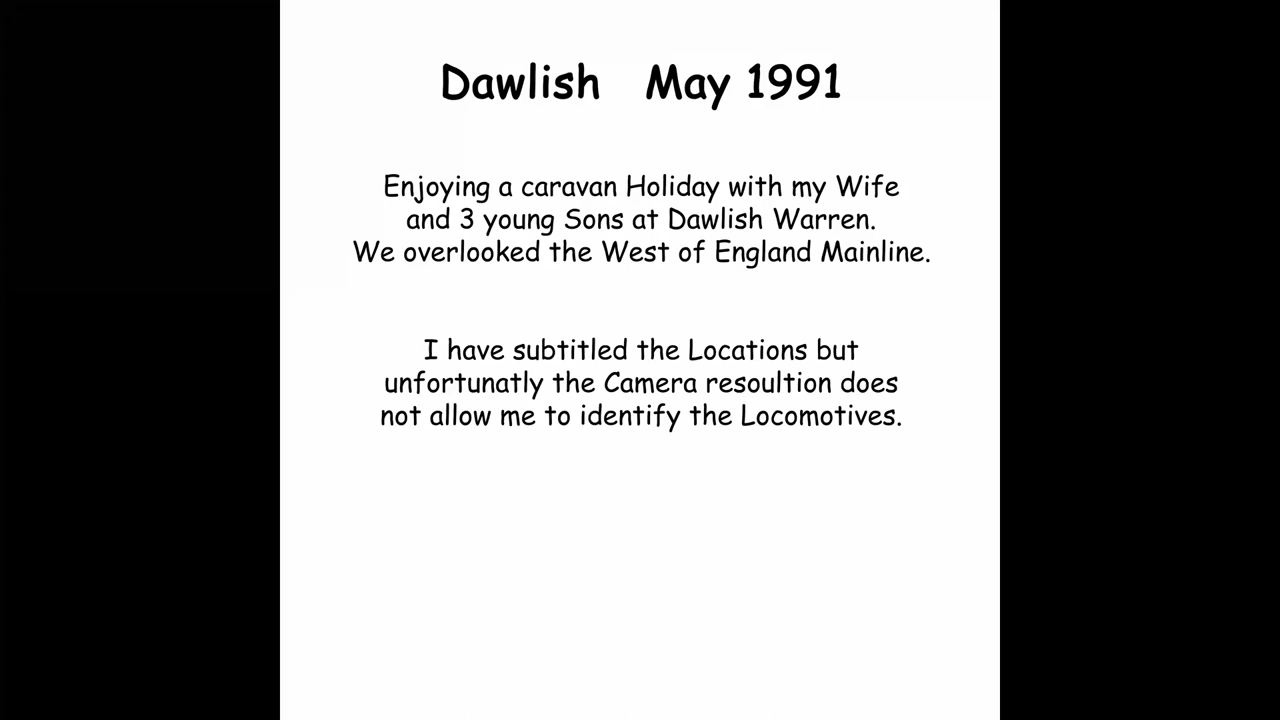 Dawlish May 1991
Enjoying a caravan Holiday with my Wife
and 3 young Sons at Dawlish Warren.
We overlooked the West of England Mainline.
I have subtitled the Locations but
unfortunatly the Camera resoultion does
not allow me to identify the Locomotives.